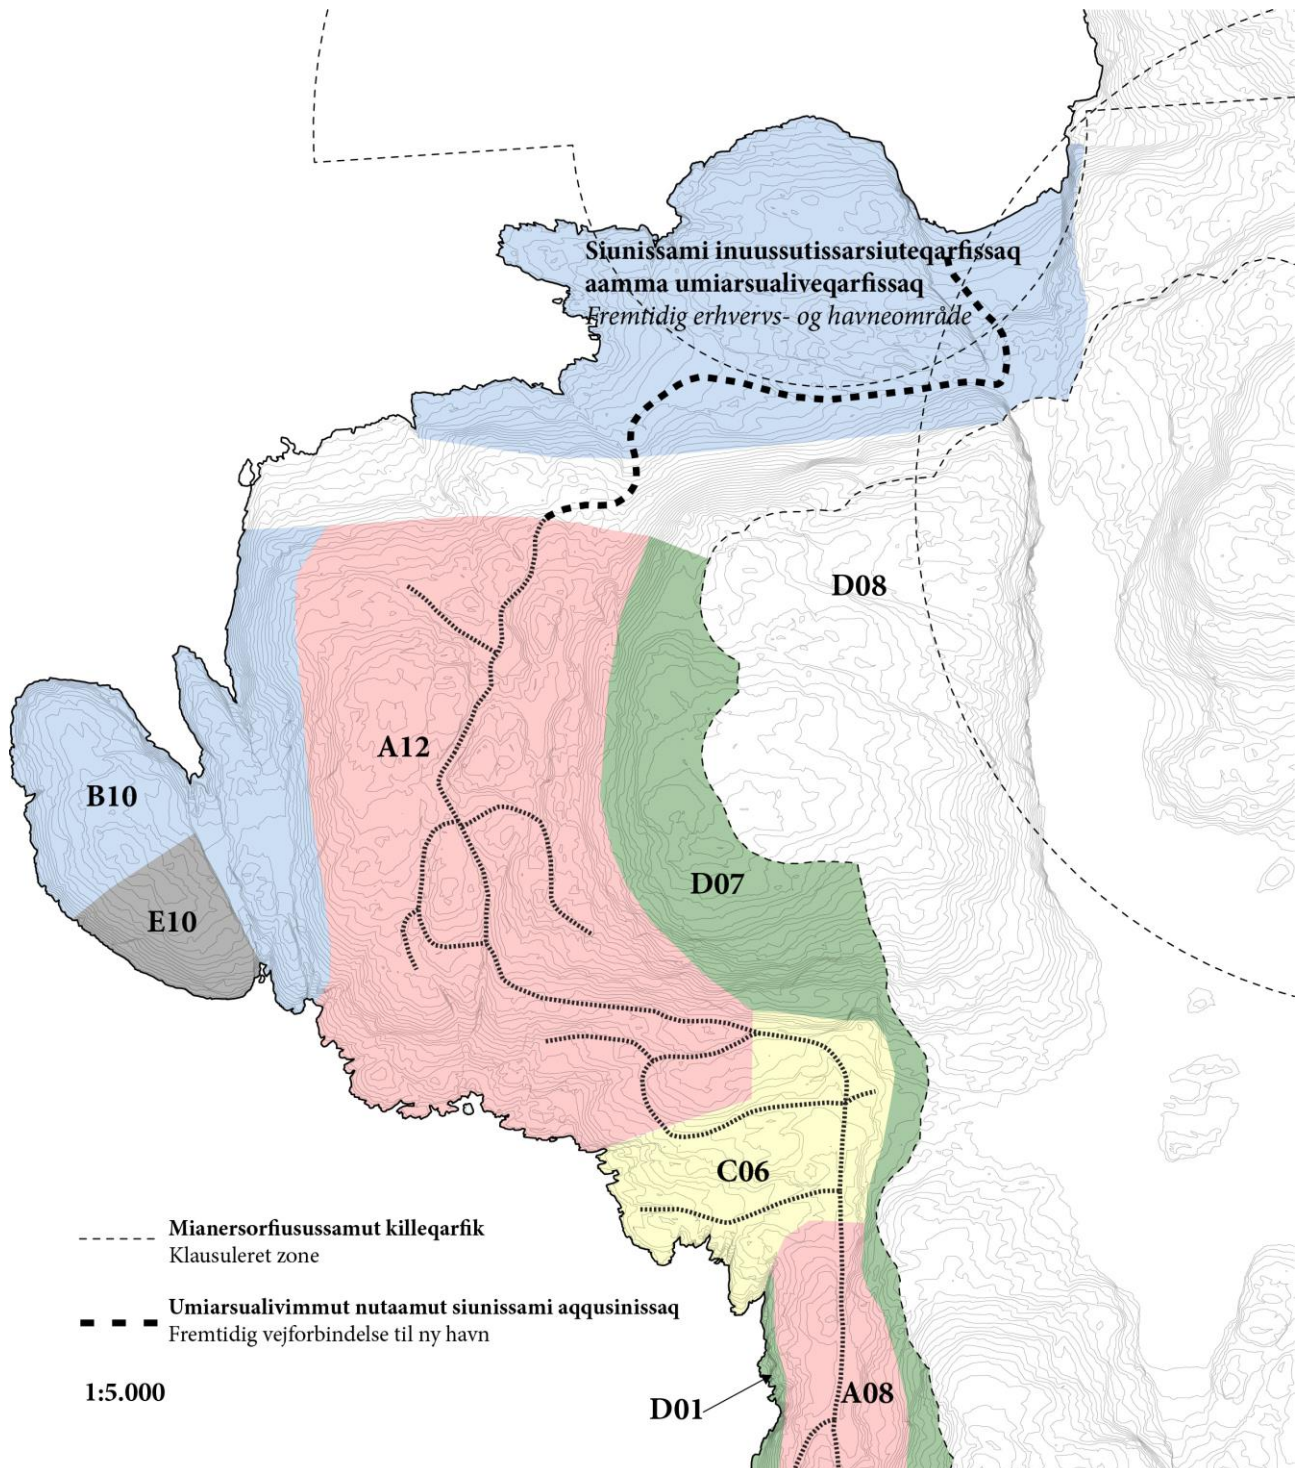 Siunissami inuussutissarsiuteqarfissaq
aamma umiarsualiveqarfissaq
Fremtidig erhvervs- og havneområde
D08
A12
B10
D07
E10
C06
Mianersorfiusussamut killeqarfik
Klausuleret zone
Umiarsualivimmut nutaamut siunissami aqqusinissaq
Fremtidig vejforbindelse til ny havn
1:5.000
A08
D01